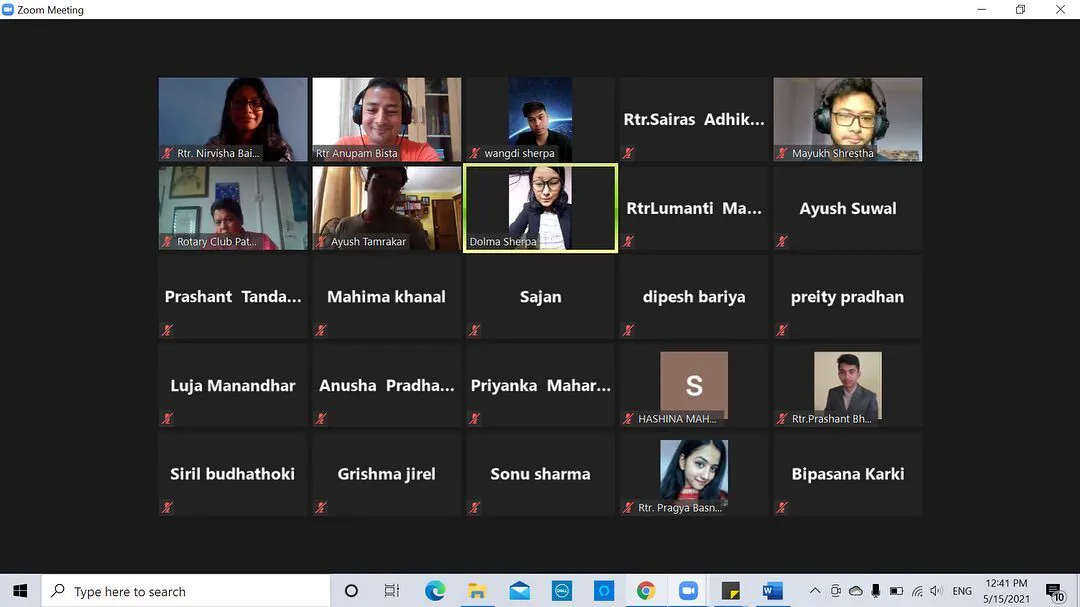 Zoom Meeting
Rtr. Nirvisha Bai...
Rtr Anupam Bista
wangdi sherpa
Rtr.Sairas Adhik...
Mayukh Shrestha
Rotary Club Pat...
Ayush Tamrakar
Dolma Sherpa
RtrLumanti Ma...
Ayush Suwal
Prashant Tanda...
Mahima khanal
Sajan
dipesh bariya
preity pradhan
Luja Manandhar
Anusha Pradha...
Priyanka Mahar...
S
HASHINA MAH...
Rtr.Prashant Bh...
Siril budhathoki
Grishma jirel
Sonu sharma
Rtr. Pragya Basn...
Bipasana Karki
Type here to search
DELL
W
ENG
12:41 PM
5/15/2021
10